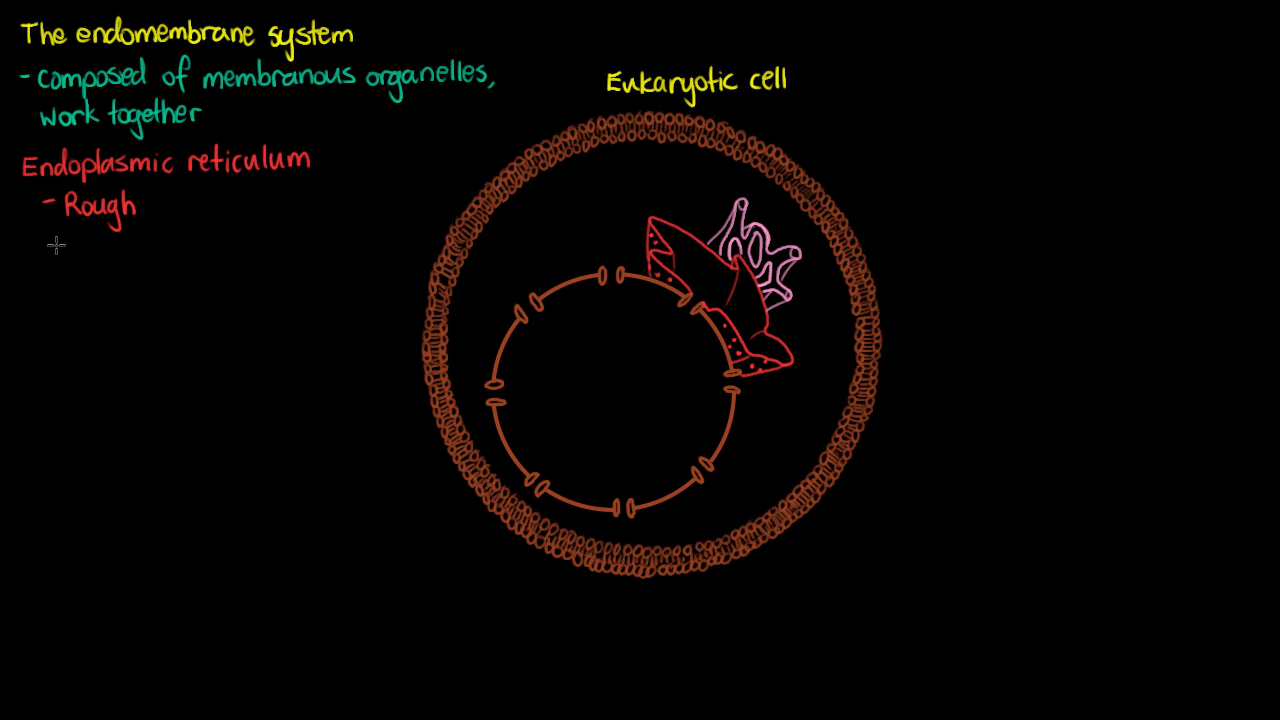 The endomembrane system
- composed of membranous organelles,
work together
Eukaryotic cell
Endoplasmic reticulum
- Rough